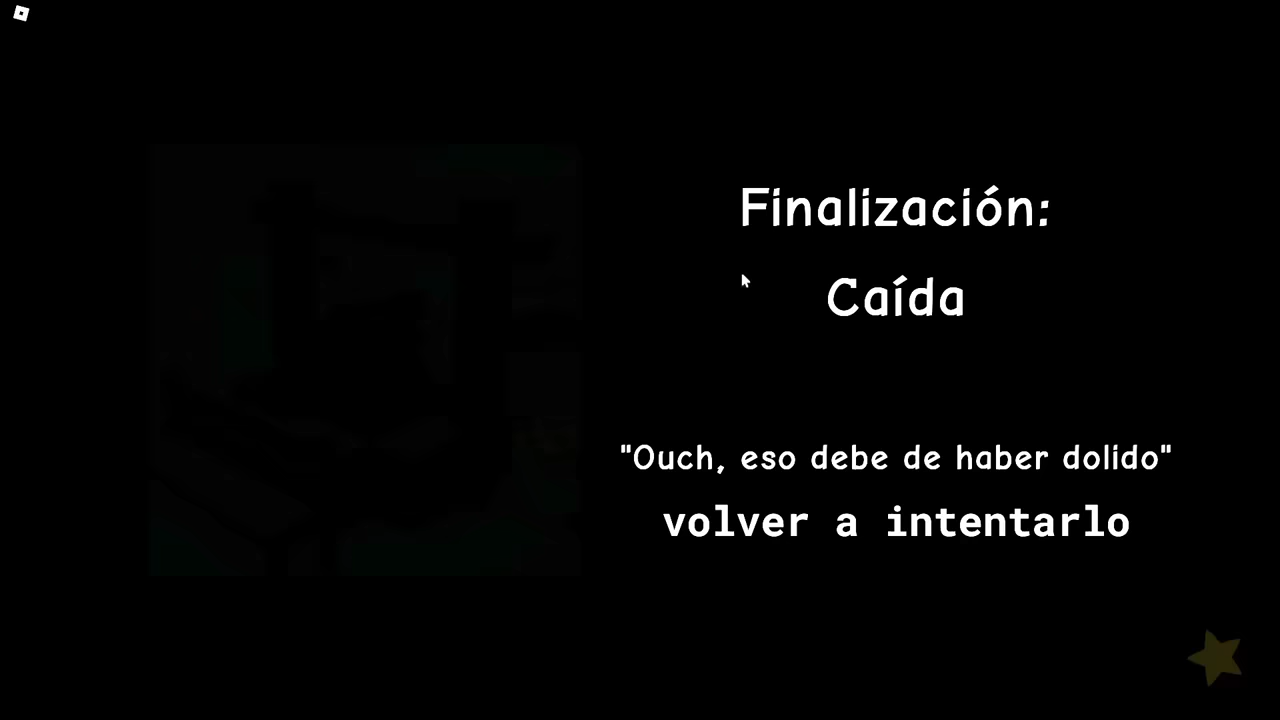 Finalización:
Caída
"Ouch, eso debe de haber dolido"
volver a intentarlo